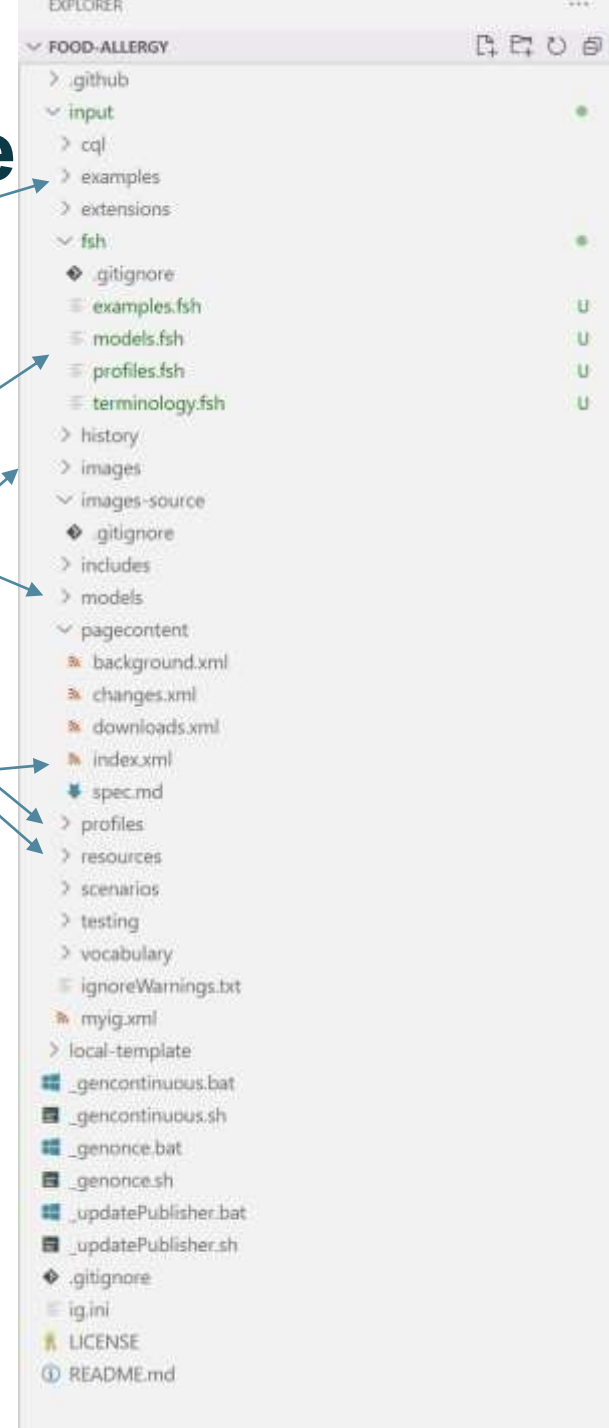 EXPLORER
...
FOOD-ALLERGY
.github
input
cql
e
examples
extensions
fsh
.gitignore
examples.fsh U
models.fsh U
profiles.fsh U
terminology.fsh U
history
images
images-source
.gitignore
includes
models
pagecontent
background.xml
changes.xml
downloads.xml
index.xml
spec.md
profiles
resources
scenarios
testing
vocabulary
ignoreWarnings.txt
myig.xml
local-template
_gencontinuous.bat
_gencontinuous.sh
_genonce.bat
_genonce.sh
_updatePublisher.bat
_updatePublisher.sh
.gitignore
ig.ini
LICENSE
README.md